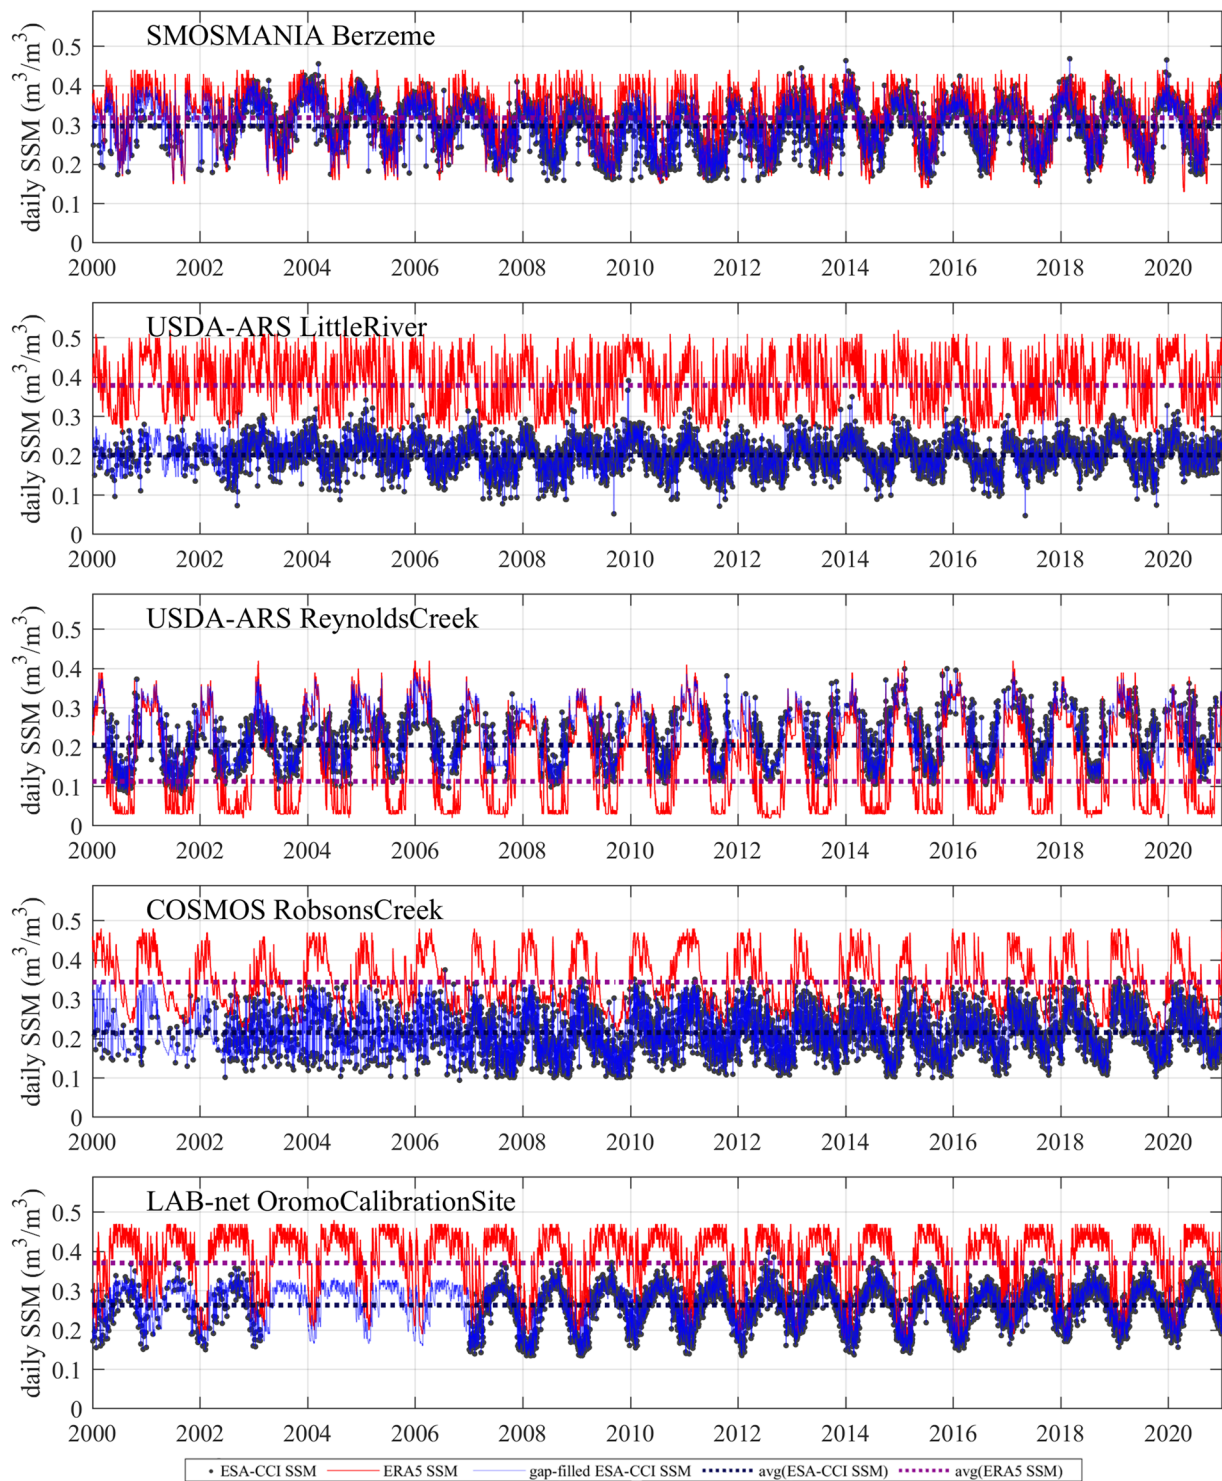 SMOSMANIA Berzeme
daily SSM (m³/m³)
0.5
0.4
0.3
0.2
0.1
0
2000 2002 2004 2006 2008 2010 2012 2014 2016 2018 2020
USDA-ARS LittleRiver
daily SSM (m³/m³)
0.5
0.4
0.3
0.2
0.1
0
2000 2002 2004 2006 2008 2010 2012 2014 2016 2018 2020
USDA-ARS ReynoldsCreek
daily SSM (m³/m³)
0.5
0.4
0.3
0.2
0.1
0
2000 2002 2004 2006 2008 2010 2012 2014 2016 2018 2020
COSMOS RobsonsCreek
daily SSM (m³/m³)
0.5
0.4
0.3
0.2
0.1
0
2000 2002 2004 2006 2008 2010 2012 2014 2016 2018 2020
LAB-net OromoCalibrationSite
daily SSM (m³/m³)
0.5
0.4
0.3
0.2
0.1
0
2000 2002 2004 2006 2008 2010 2012 2014 2016 2018 2020
ESA-CCI SSM ERA5 SSM gap-filled ESA-CCI SSM avg(ESA-CCI SSM) avg(ERA5 SSM)